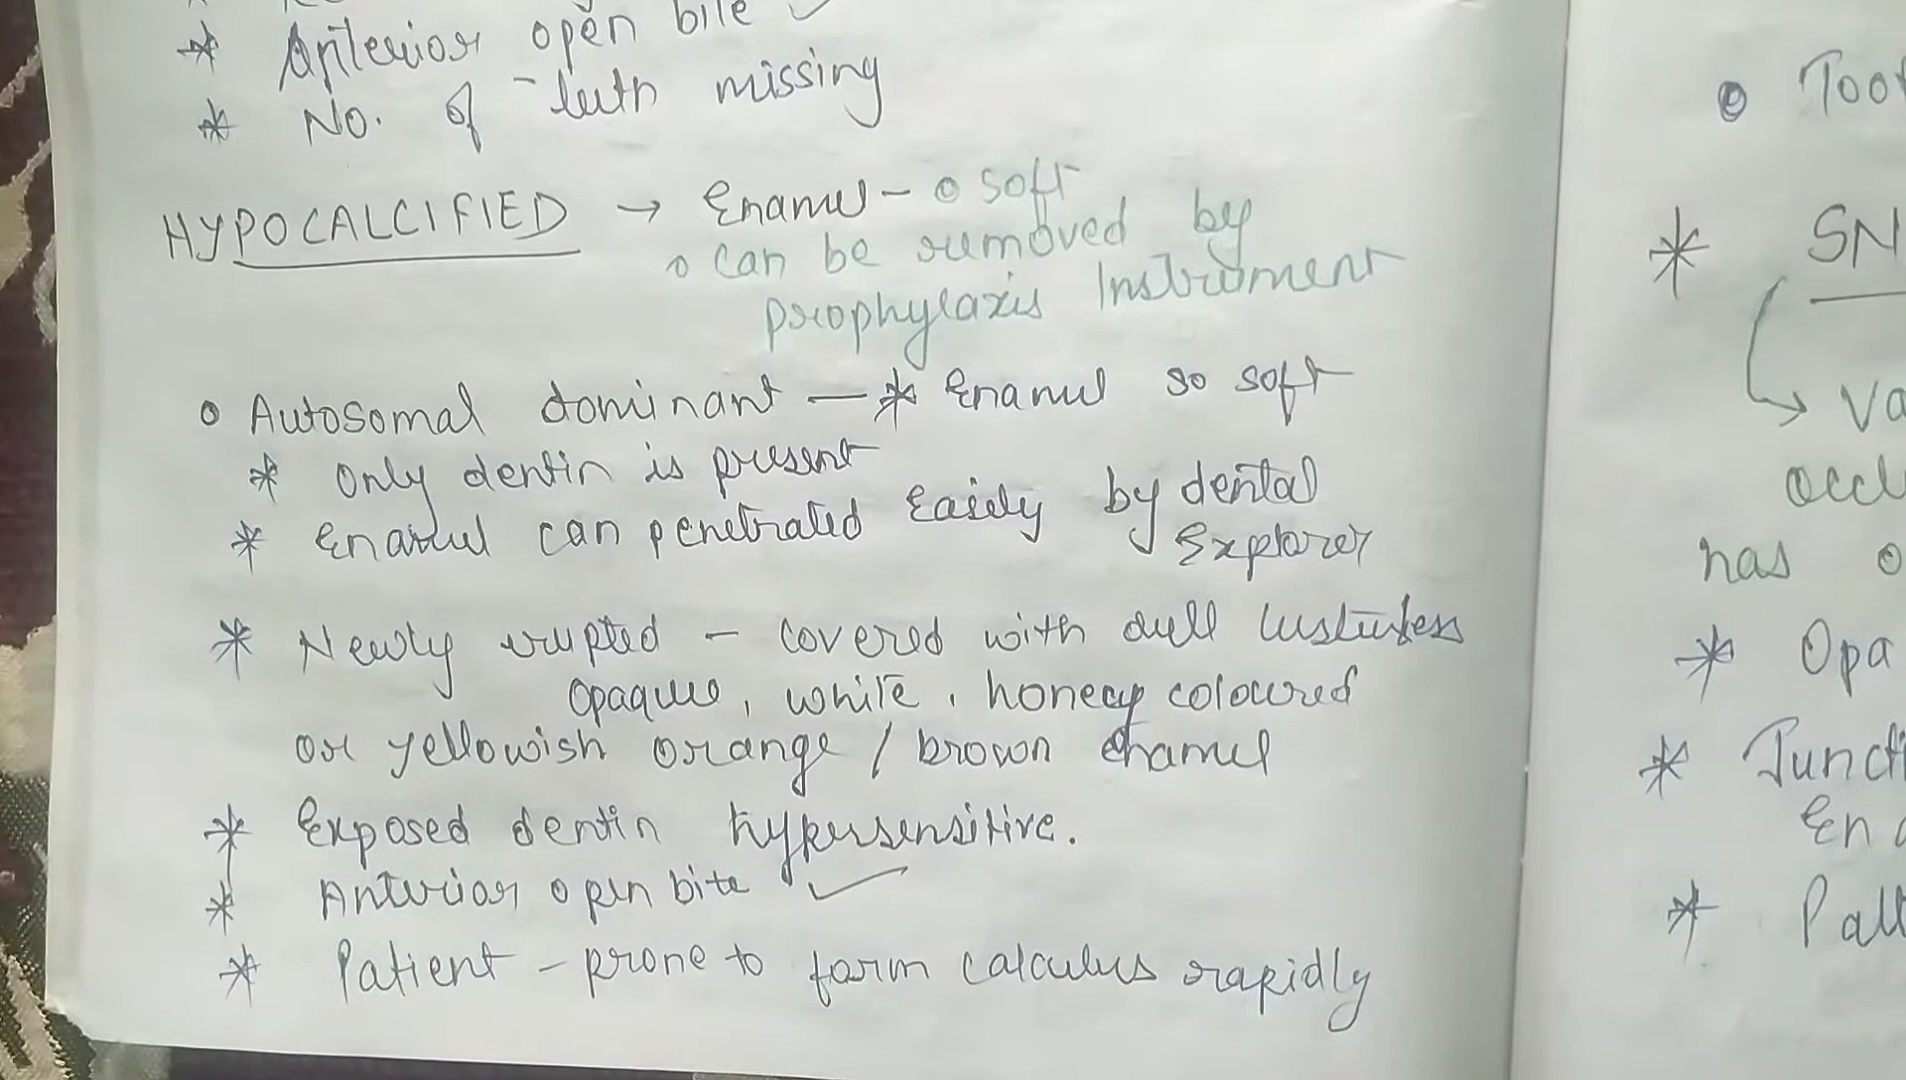 * Anterior open bite ✓
* No. of teeth missing
HYPOCALCIFIED → Enamel - o soft
o can be removed by
prophylaxis Instrument
o Autosomal dominant — * Enamel so soft
* Only dentin is present
* Enamel can penetrated Easily by dental
Explorer
* Newly erupted - covered with dull lusterless
opaque, white, honey coloured
or yellowish orange / brown enamel
* Exposed dentin hypersensitive.
* Anterior open bite ✓
* Patient - prone to form calculus rapidly
• Too
* SN
→ Va
occl
has o
* Opa
* Juncti
En
* Pall